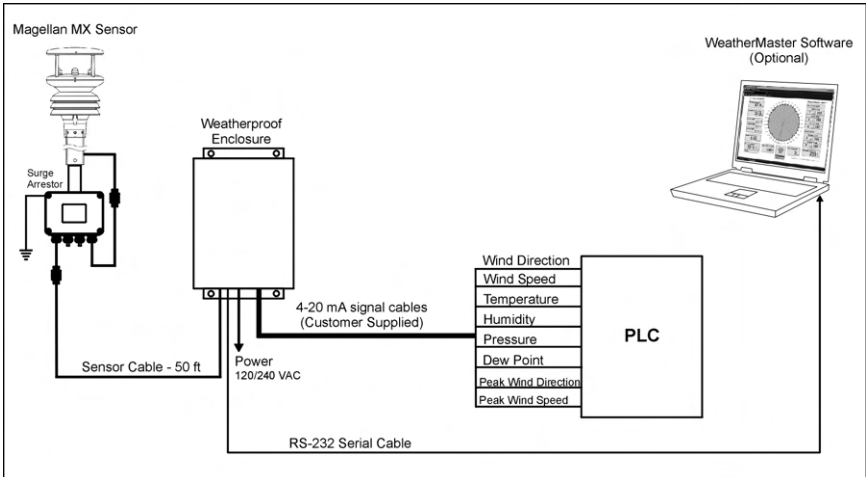 Magellan MX Sensor
WeatherMaster Software
(Optional)
Weatherproof
Enclosure
Surge
Arrestor
Wind Direction
Wind Speed
Temperature
Humidity
Pressure
Dew Point
Peak Wind Direction
Peak Wind Speed
PLC
4-20 mA signal cables
(Customer Supplied)
Power
120/240 VAC
Sensor Cable - 50 ft
RS-232 Serial Cable